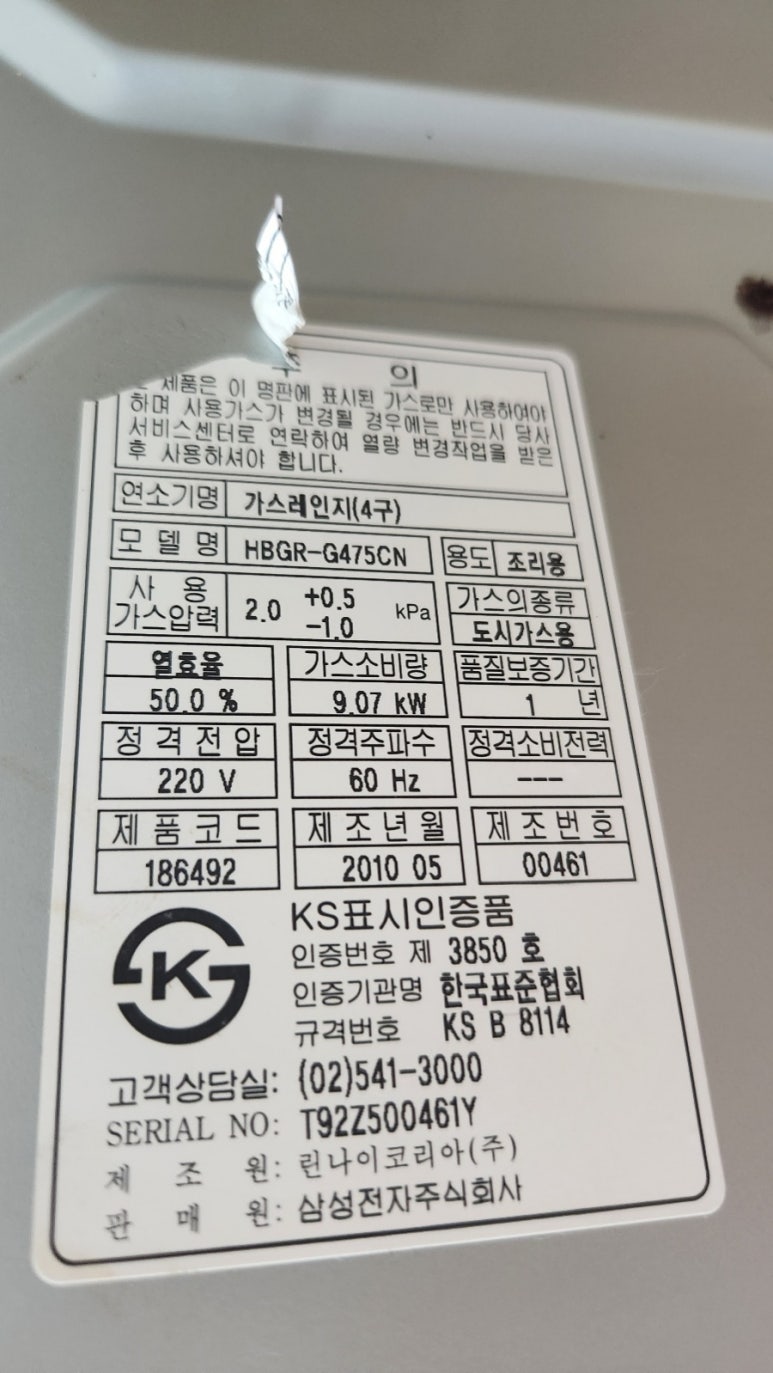 의
제품은 이 명판에 표시된 가스로만 사용하여야
하며 사용가스가 변경될 경우에는 반드시 당사
서비스센터로 연락하여 열량 변경작업을 받은
후 사용하셔야 합니다.
연소기명 가스레인지(4구)
모델명 HBGR-G475CN 용도 조리용
사용가스압력 2.0 +0.5 -1.0 kPa 가스의종류 도시가스용
열효율 가스소비량 품질보증기간
50.0 % 9.07 kW 1 년
정격전압 정격주파수 정격소비전력
220 V 60 Hz ---
제품코드 제조년월 제조번호
186492 2010 05 00461
KS표시인증품
인증번호 제 3850 호
인증기관명 한국표준협회
규격번호 KS B 8114
고객상담실: (02)541-3000
SERIAL NO: T92Z500461Y
제조원: 린나이코리아(주)
판매원: 삼성전자주식회사